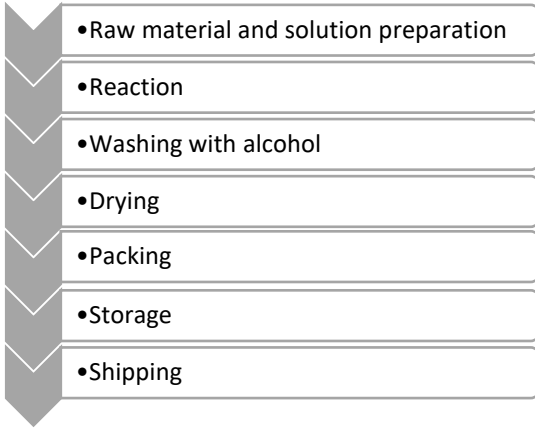 •Raw material and solution preparation
•Reaction
•Washing with alcohol
•Drying
•Packing
•Storage
•Shipping